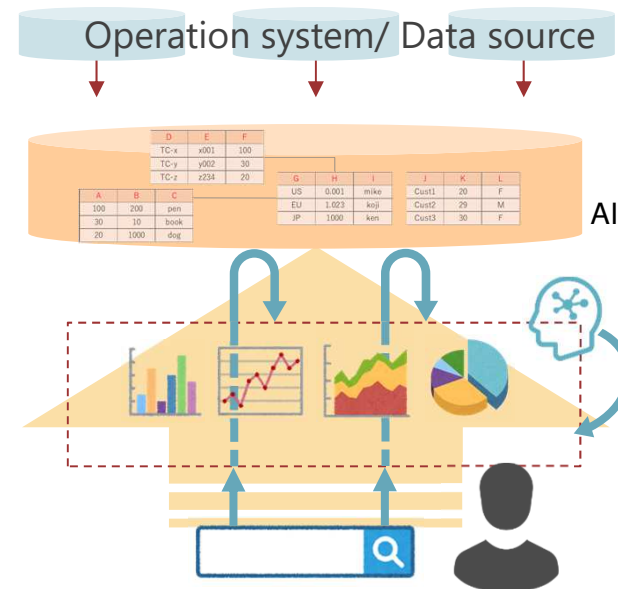 Operation system/ Data source
D E F
TC-x x001 100
TC-y y002 30
TC-z z234 20
G H I
US 0.001 mike
EU 1.023 koji
JP 1000 ken
J K L
Cust1 20 F
Cust2 29 M
Cust3 30 F
A B C
100 200 pen
30 10 book
20 1000 dog
AI